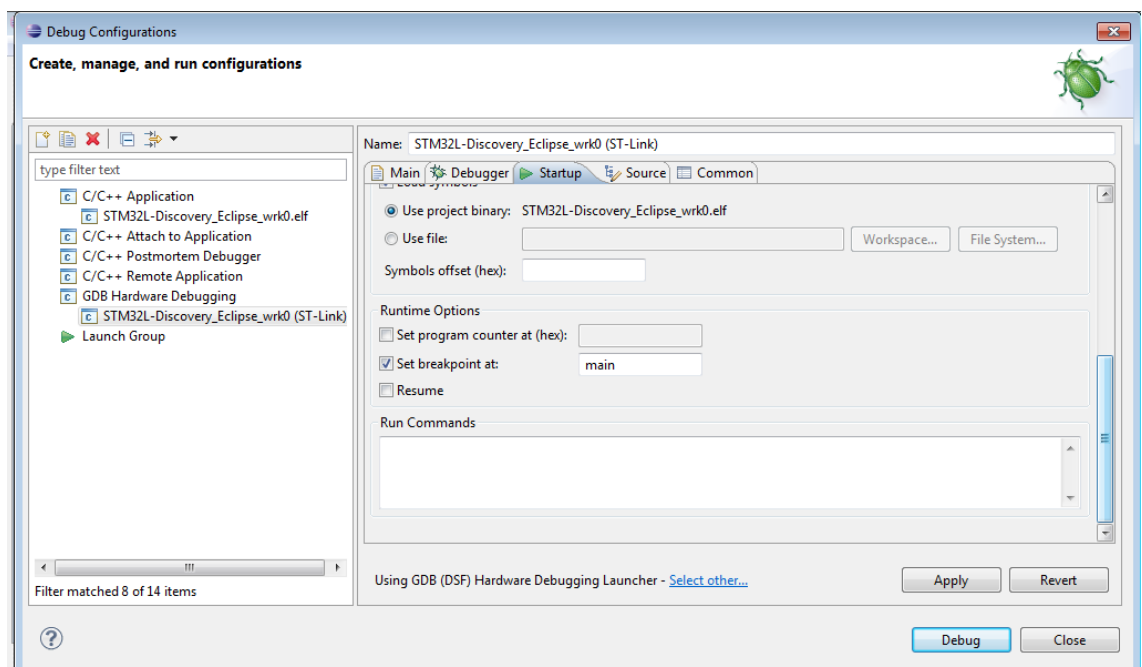 Debug Configurations
Create, manage, and run configurations
type filter text
C/C++ Application
STM32L-Discovery_Eclipse_wrk0.elf
C/C++ Attach to Application
C/C++ Postmortem Debugger
C/C++ Remote Application
GDB Hardware Debugging
STM32L-Discovery_Eclipse_wrk0 (ST-Link)
Launch Group
Filter matched 8 of 14 items
Name: STM32L-Discovery_Eclipse_wrk0 (ST-Link)
Main Debugger Startup Source Common
Load symbols
Use project binary: STM32L-Discovery_Eclipse_wrk0.elf
Use file: Workspace... File System...
Symbols offset (hex):
Runtime Options
Set program counter at (hex):
Set breakpoint at: main
Resume
Run Commands
Using GDB (DSF) Hardware Debugging Launcher - Select other...
Apply Revert
Debug Close